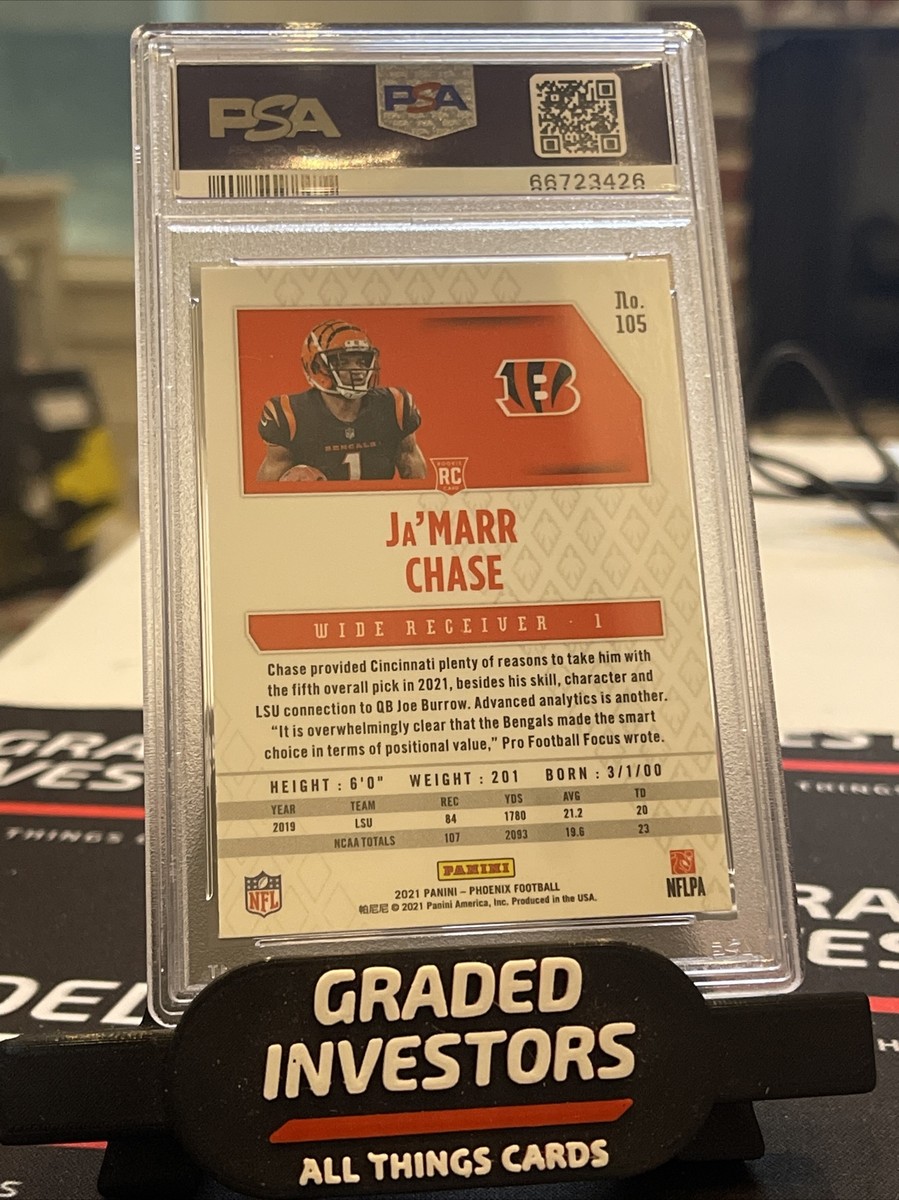 PSA
PSA
66723426
No.
105
BENGALS
1
B
ROOKIE
RC
CARD
JA'MARR
CHASE
WIDE RECEIVER · 1
Chase provided Cincinnati plenty of reasons to take him with
the fifth overall pick in 2021, besides his skill, character and
LSU connection to QB Joe Burrow. Advanced analytics is another.
"It is overwhelmingly clear that the Bengals made the smart
choice in terms of positional value," Pro Football Focus wrote.
HEIGHT : 6'0" WEIGHT : 201 BORN : 3/1/00
YEAR TEAM REC YDS AVG TD
2019 LSU 84 1780 21.2 20
NCAA TOTALS 107 2093 19.6 23
PANINI
NFL
2021 PANINI – PHOENIX FOOTBALL
帕尼尼 © 2021 Panini America, Inc. Produced in the USA.
NFLPA
GRADED
INVESTORS
ALL THINGS CARDS